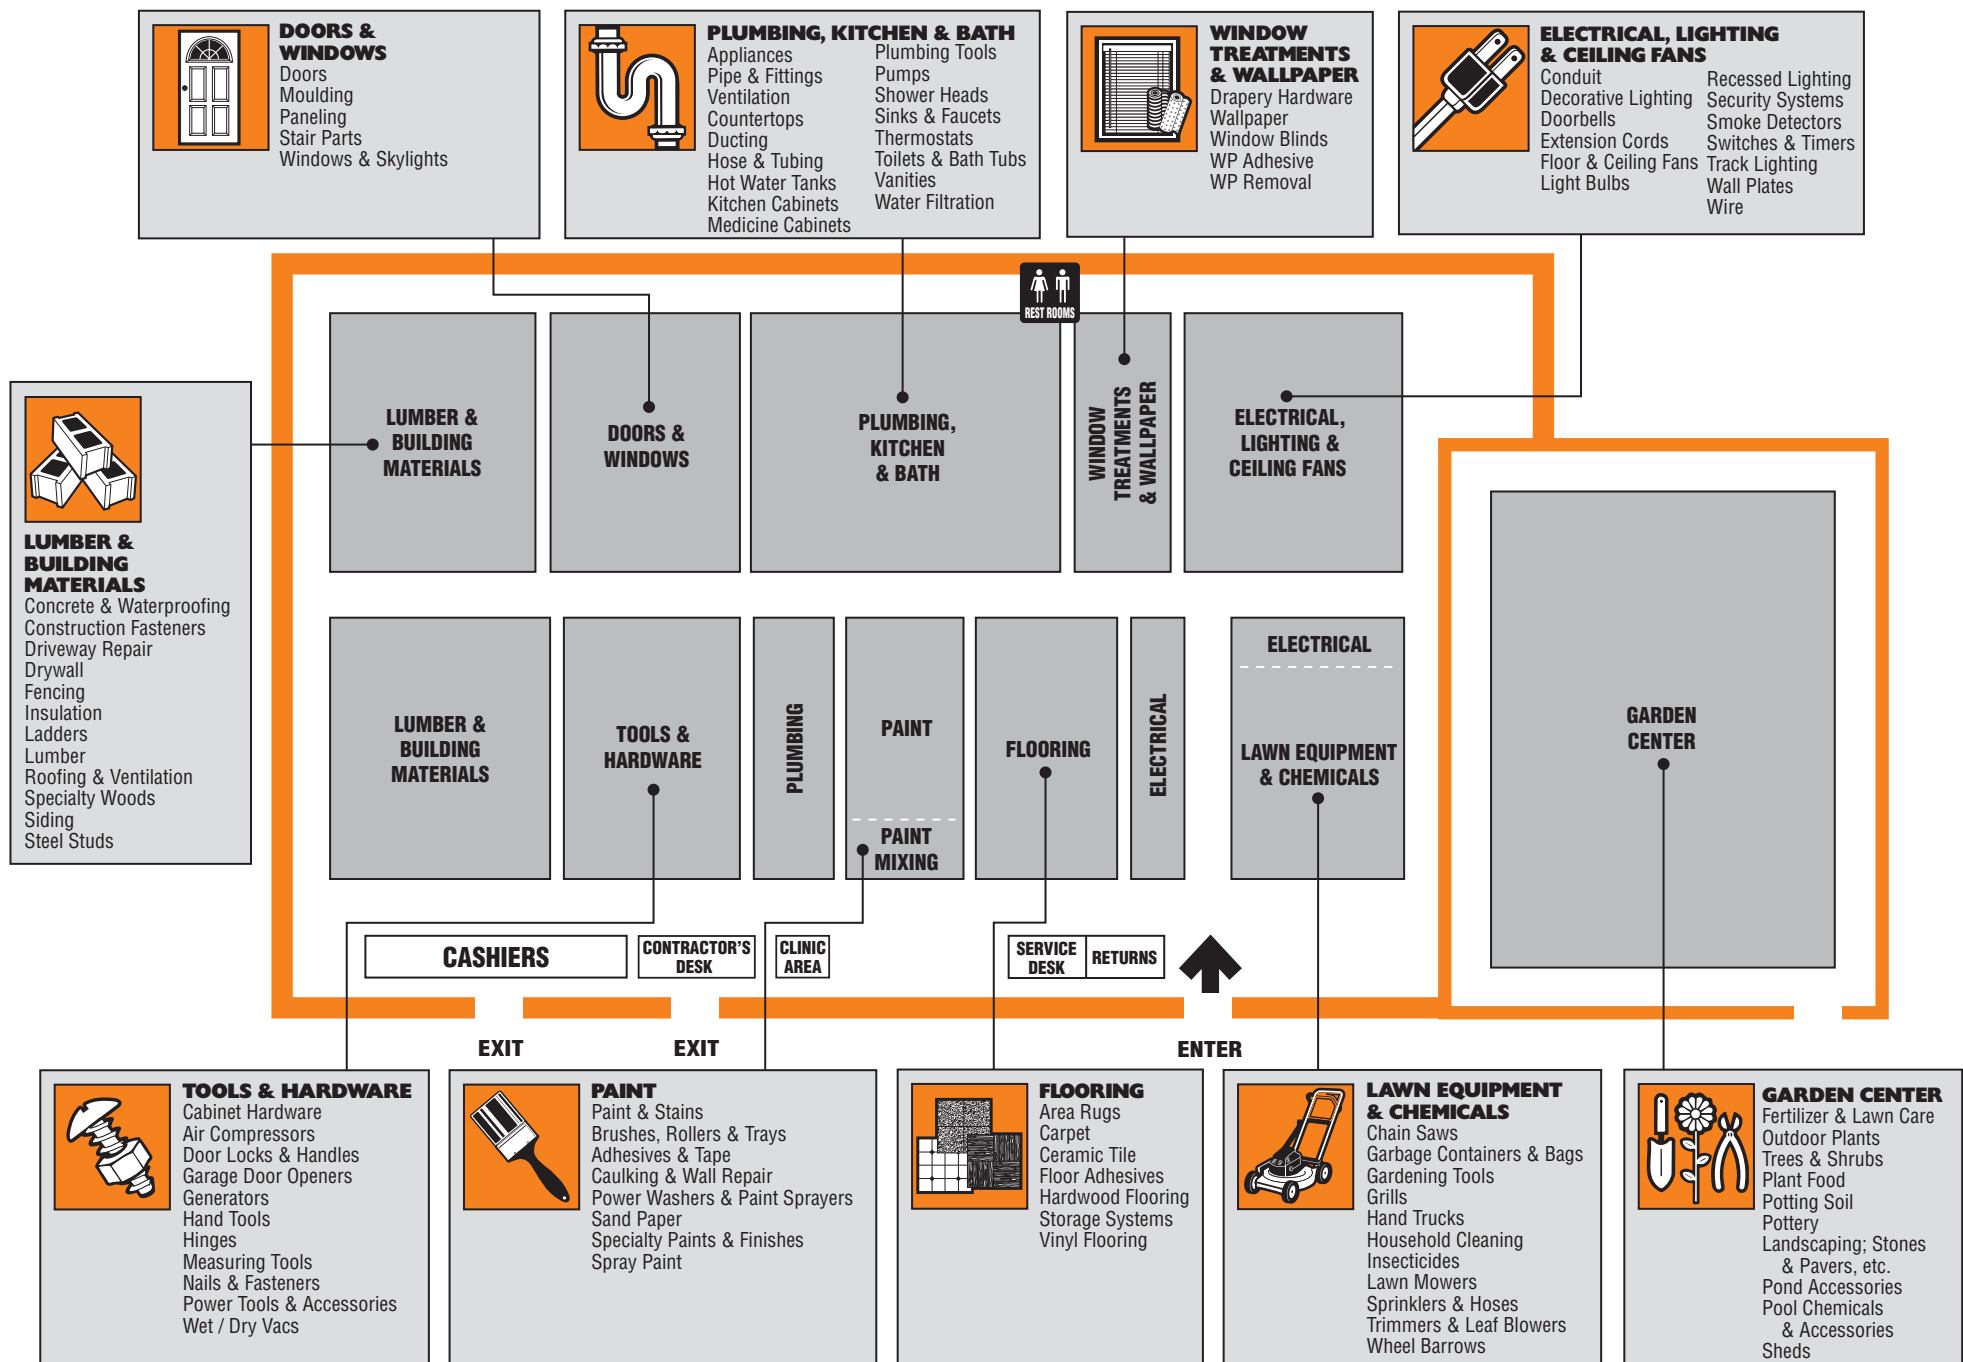 DOORS &
WINDOWS
Doors
Moulding
Paneling
Stair Parts
Windows & Skylights
PLUMBING, KITCHEN & BATH
Appliances
Pipe & Fittings
Ventilation
Countertops
Ducting
Hose & Tubing
Hot Water Tanks
Kitchen Cabinets
Medicine Cabinets
Plumbing Tools
Pumps
Shower Heads
Sinks & Faucets
Thermostats
Toilets & Bath Tubs
Vanities
Water Filtration
WINDOW
TREATMENTS
& WALLPAPER
Drapery Hardware
Wallpaper
Window Blinds
WP Adhesive
WP Removal
ELECTRICAL, LIGHTING
& CEILING FANS
Conduit
Decorative Lighting
Doorbells
Extension Cords
Floor & Ceiling Fans
Light Bulbs
Recessed Lighting
Security Systems
Smoke Detectors
Switches & Timers
Track Lighting
Wall Plates
Wire
REST ROOMS
LUMBER &
BUILDING
MATERIALS
DOORS &
WINDOWS
PLUMBING,
KITCHEN
& BATH
WINDOW
TREATMENTS
& WALLPAPER
ELECTRICAL,
LIGHTING &
CEILING FANS
LUMBER &
BUILDING
MATERIALS
Concrete & Waterproofing
Construction Fasteners
Driveway Repair
Drywall
Fencing
Insulation
Ladders
Lumber
Roofing & Ventilation
Specialty Woods
Siding
Steel Studs
LUMBER &
BUILDING
MATERIALS
TOOLS &
HARDWARE
PLUMBING
PAINT
PAINT
MIXING
FLOORING
ELECTRICAL
ELECTRICAL
LAWN EQUIPMENT
& CHEMICALS
GARDEN
CENTER
CASHIERS
CONTRACTOR'S
DESK
CLINIC
AREA
SERVICE
DESK
RETURNS
EXIT
EXIT
ENTER
TOOLS & HARDWARE
Cabinet Hardware
Air Compressors
Door Locks & Handles
Garage Door Openers
Generators
Hand Tools
Hinges
Measuring Tools
Nails & Fasteners
Power Tools & Accessories
Wet / Dry Vacs
PAINT
Paint & Stains
Brushes, Rollers & Trays
Adhesives & Tape
Caulking & Wall Repair
Power Washers & Paint Sprayers
Sand Paper
Specialty Paints & Finishes
Spray Paint
FLOORING
Area Rugs
Carpet
Ceramic Tile
Floor Adhesives
Hardwood Flooring
Storage Systems
Vinyl Flooring
LAWN EQUIPMENT
& CHEMICALS
Chain Saws
Garbage Containers & Bags
Gardening Tools
Grills
Hand Trucks
Household Cleaning
Insecticides
Lawn Mowers
Sprinklers & Hoses
Trimmers & Leaf Blowers
Wheel Barrows
GARDEN CENTER
Fertilizer & Lawn Care
Outdoor Plants
Trees & Shrubs
Plant Food
Potting Soil
Pottery
Landscaping; Stones
& Pavers, etc.
Pond Accessories
Pool Chemicals
& Accessories
Sheds